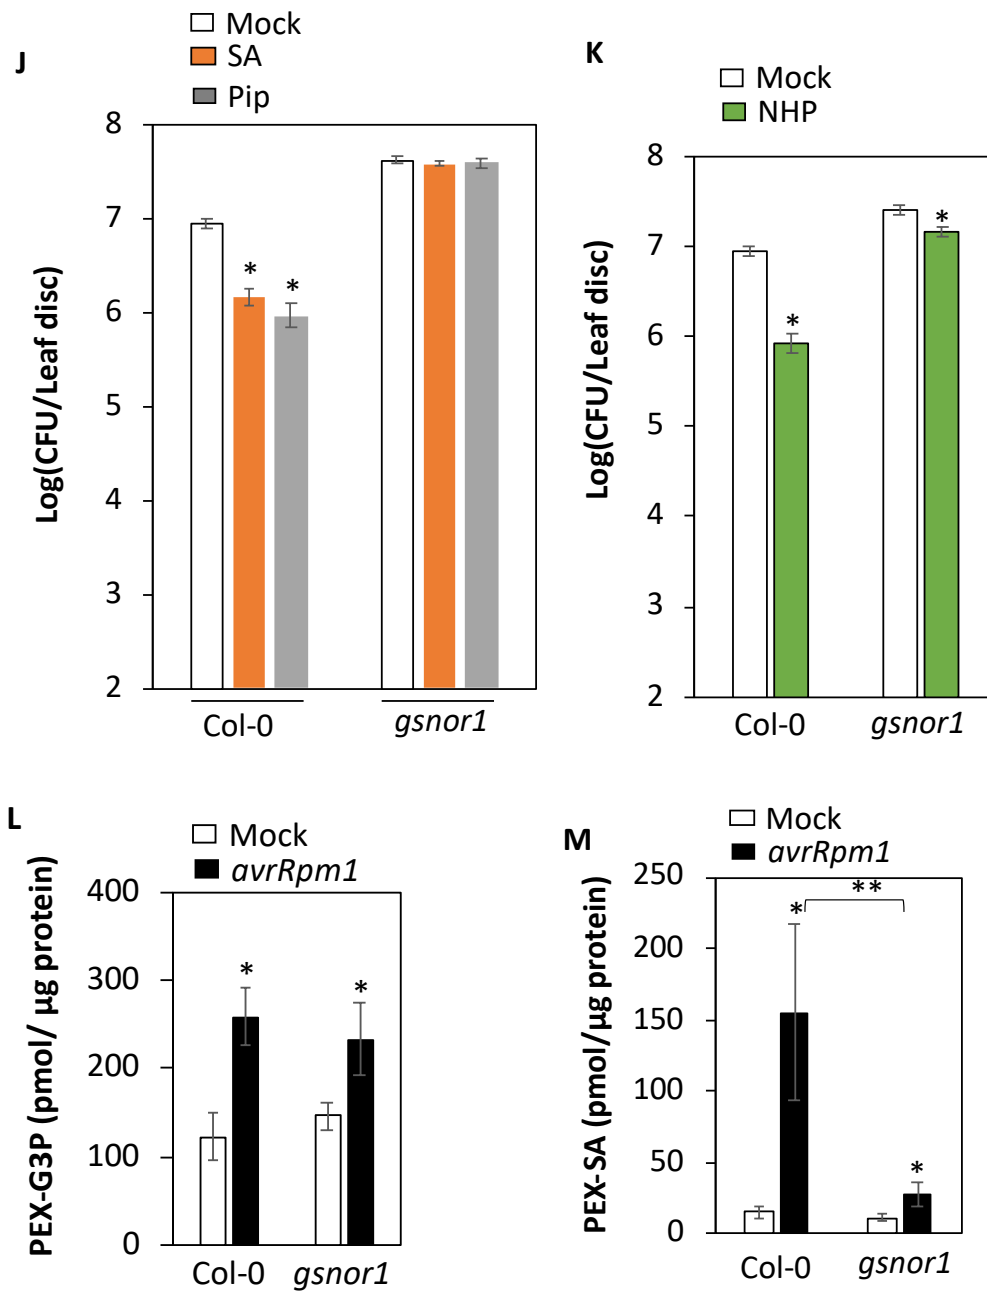 J
Mock
SA
Pip
8
7
6
5
4
3
2
Log(CFU/Leaf disc)
*
*
Col-0
gsnor1
K
Mock
NHP
8
7
6
5
4
3
2
Log(CFU/Leaf disc)
*
*
Col-0
gsnor1
L
Mock
avrRpm1
400
300
200
100
0
PEX-G3P (pmol/ µg protein)
*
*
Col-0
gsnor1
M
Mock
avrRpm1
250
200
150
100
50
0
PEX-SA (pmol/µg protein)
*
**
*
Col-0
gsnor1